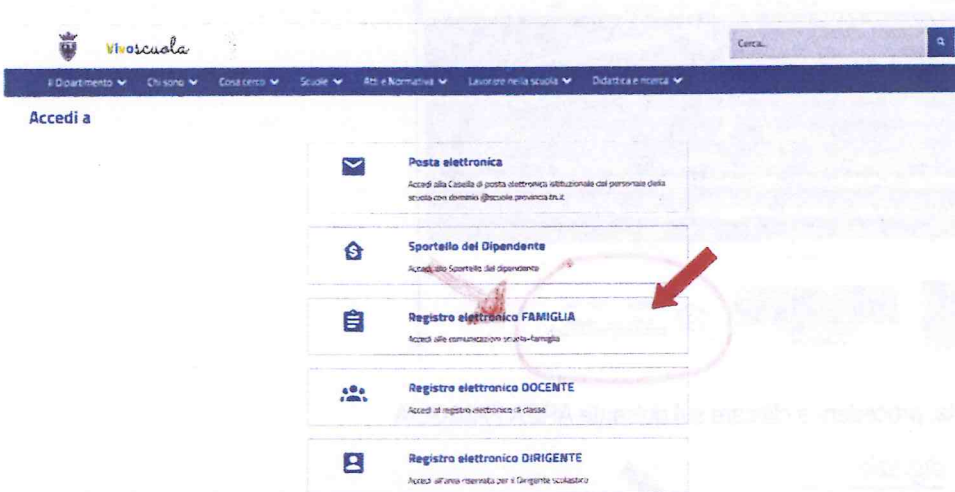 Vivoscuola
Cerca...
Il Dipartimento Chi sono Cosa cerco Scuole Atti e Normativa Lavorare nella scuola Didattica e ricerca
Accedi a
Posta elettronica
Accedi alla Casella di posta elettronica istituzionale del personale della
scuola con dominio @scuole.provincia.tn.it
Sportello del Dipendente
Accedi allo Sportello del dipendente
Registro elettronico FAMIGLIA
Accedi alle comunicazioni scuola-famiglia
Registro elettronico DOCENTE
Accedi al registro elettronico di classe
Registro elettronico DIRIGENTE
Accedi all'area riservata per il Dirigente scolastico